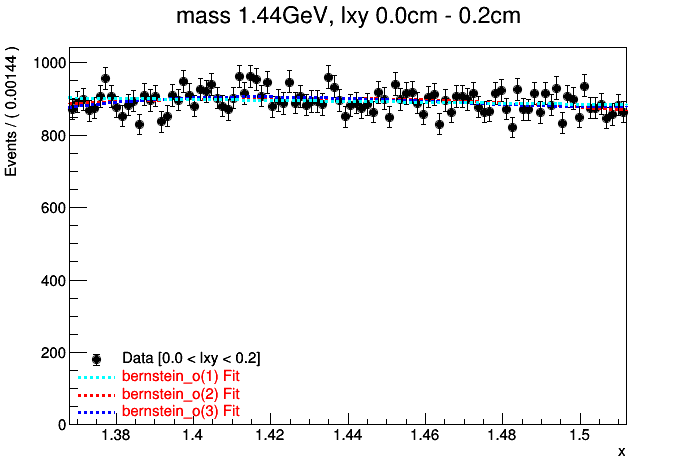 mass 1.44GeV, lxy 0.0cm - 0.2cm
Events / ( 0.00144 )
1000
800
600
400
200
0
Data [0.0 < lxy < 0.2]
bernstein_o(1) Fit
bernstein_o(2) Fit
bernstein_o(3) Fit
1.38 1.4 1.42 1.44 1.46 1.48 1.5
x